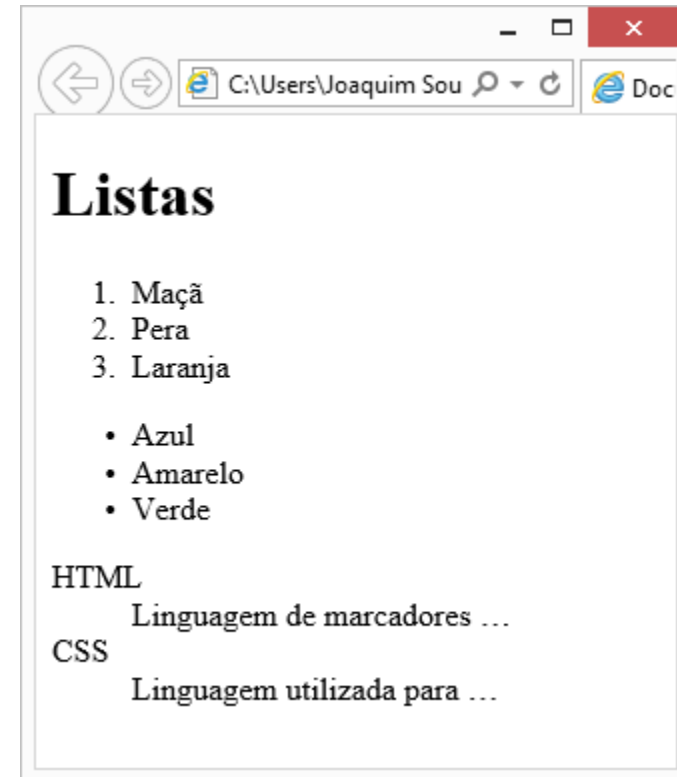 C:\Users\Joaquim Sou
Doc
Listas
1. Maçã
2. Pera
3. Laranja
• Azul
• Amarelo
• Verde
HTML
Linguagem de marcadores …
CSS
Linguagem utilizada para …